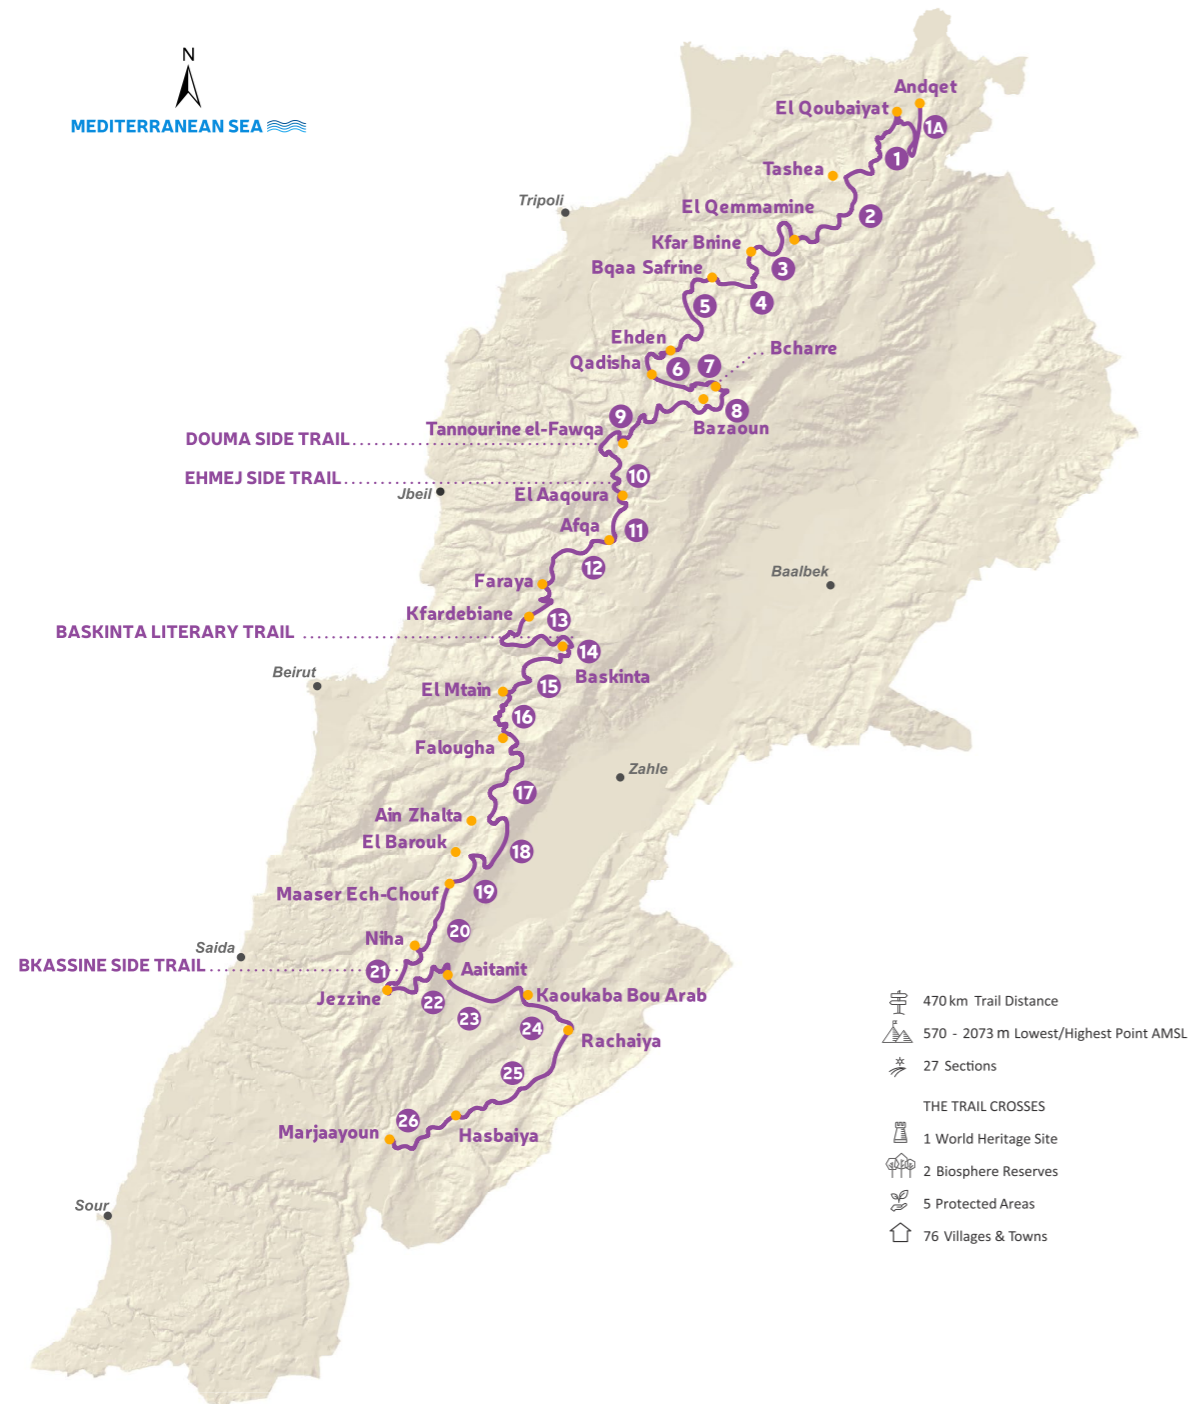 N
MEDITERRANEAN SEA
Andqet
El Qoubaiyat
1A
1
Tashea
Tripoli
El Qemmamine
2
Kfar Bnine
3
Bqaa Safrine
4
5
Ehden
Bcharre
Qadisha
6
7
8
9
Tannourine el-Fawqa
Bazaoun
DOUMA SIDE TRAIL
EHMEJ SIDE TRAIL
10
Jbeil
El Aaqoura
Afqa
11
12
Baalbek
Faraya
Kfardebiane
13
BASKINTA LITERARY TRAIL
14
Beirut
Baskinta
El Mtain
15
16
Falougha
Zahle
17
Ain Zhalta
El Barouk
18
Maaser Ech-Chouf
19
20
Niha
Saida
BKASSINE SIDE TRAIL
21
Aaitanit
Jezzine
22
Kaoukaba Bou Arab
23
24
Rachaiya
25
26
Marjaayoun
Hasbaiya
Sour
470 km Trail Distance
570 - 2073 m Lowest/Highest Point AMSL
27 Sections
THE TRAIL CROSSES
1 World Heritage Site
2 Biosphere Reserves
5 Protected Areas
76 Villages & Towns